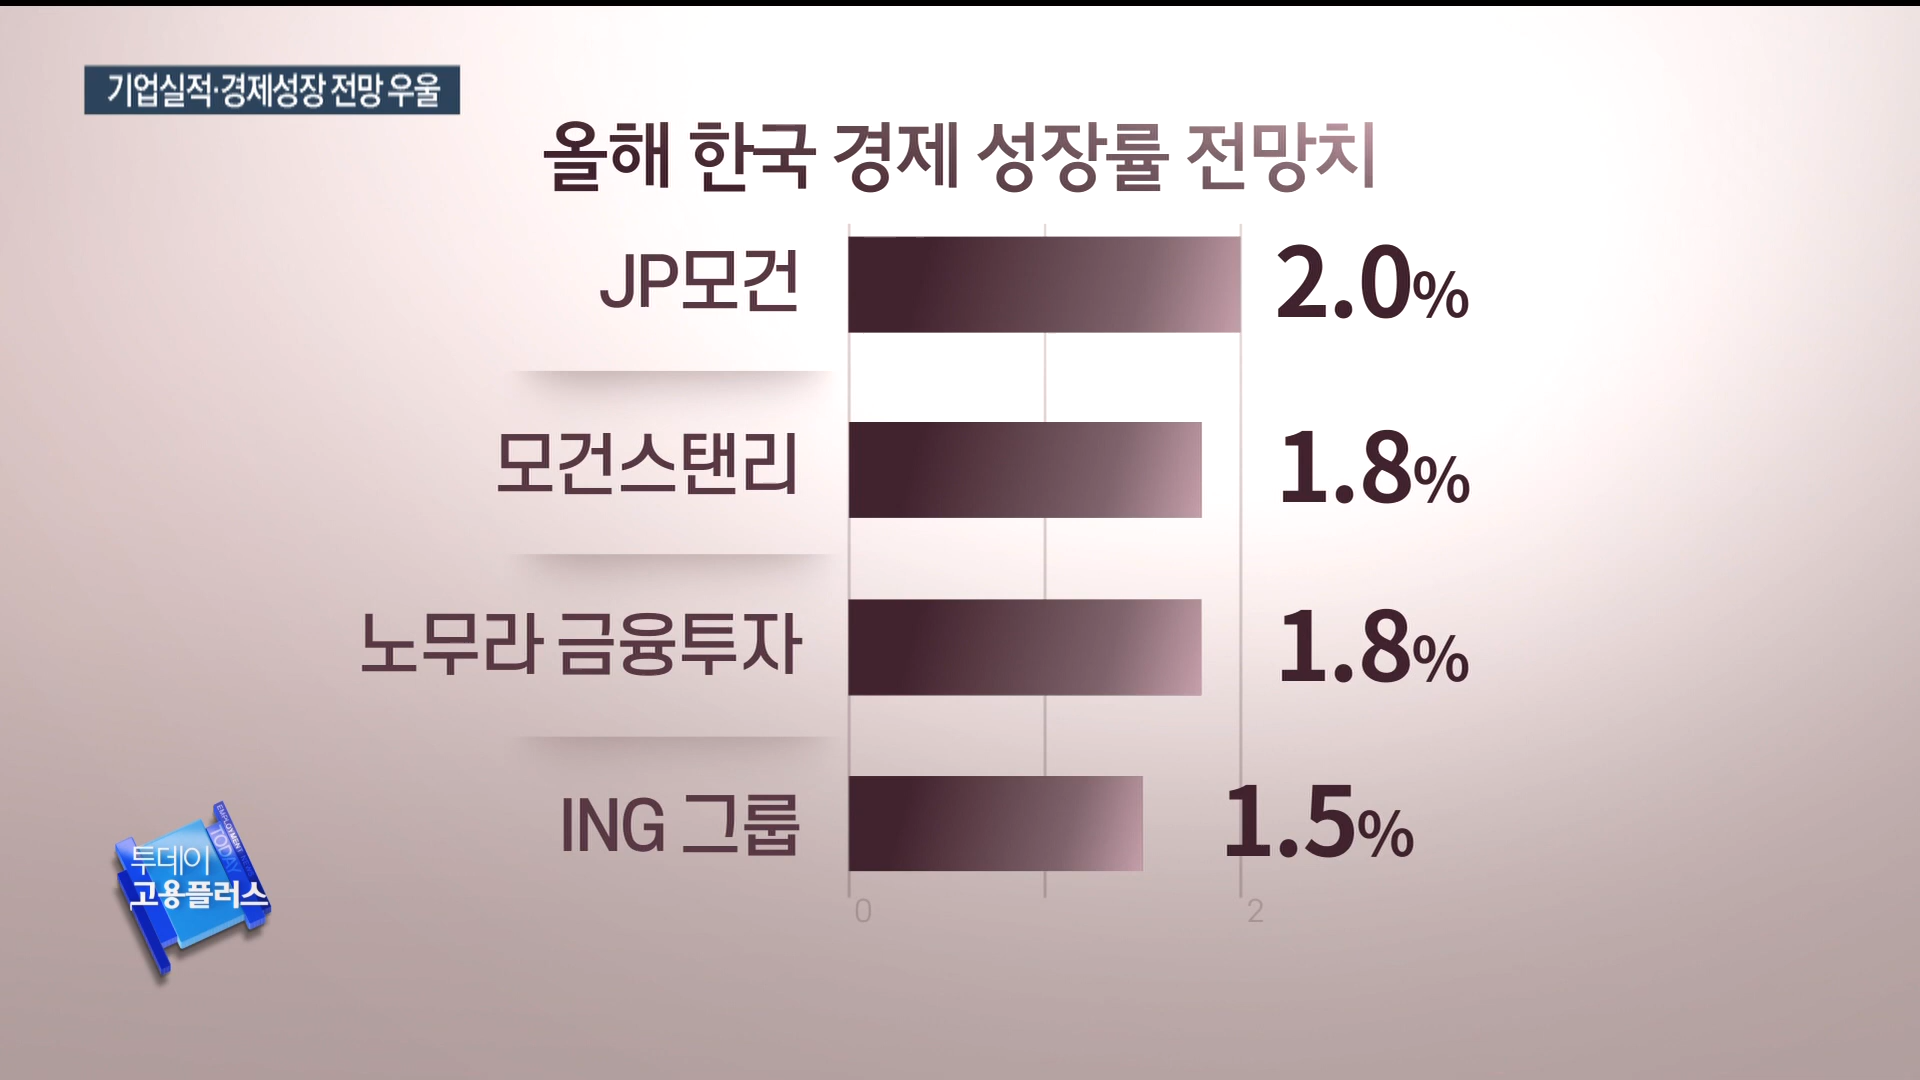 기업실적·경제성장 전망 우울
올해 한국 경제 성장률 전망치
JP모건 2.0%
모건스탠리 1.8%
노무라 금융투자 1.8%
ING 그룹 1.5%
0 2
EMPLOYMENT
TODAY
투데이
고용플러스